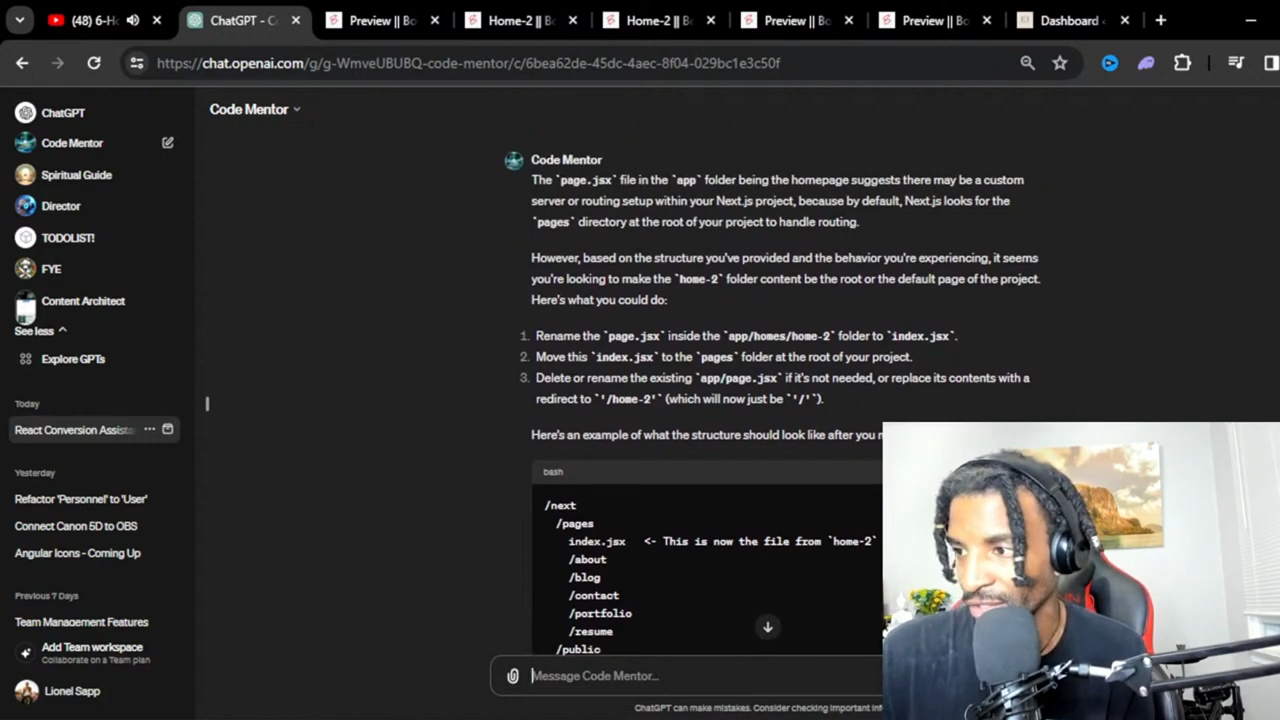 (48) 6-H
ChatGPT - C
Preview || Bo
Home-2 || B
Home-2 || B
Preview || Bo
Preview || Bo
Dashboard
https://chat.openai.com/g/g-WmveUBUBQ-code-mentor/c/6bea62de-45dc-4aec-8f04-029bc1e3c50f
ChatGPT
Code Mentor
Spiritual Guide
Director
TODOLIST!
FYE
Content Architect
See less
Explore GPTs
Today
React Conversion Assista
Yesterday
Refactor 'Personnel' to 'User'
Connect Canon 5D to OBS
Angular Icons - Coming Up
Previous 7 Days
Team Management Features
Add Team workspace
Collaborate on a Team plan
Lionel Sapp
Code Mentor
Code Mentor
The `page.jsx` file in the `app` folder being the homepage suggests there may be a custom
server or routing setup within your Next.js project, because by default, Next.js looks for the
`pages` directory at the root of your project to handle routing.
However, based on the structure you've provided and the behavior you're experiencing, it seems
you're looking to make the `home-2` folder content be the root or the default page of the project.
Here's what you could do:
1. Rename the `page.jsx` inside the `app/homes/home-2` folder to `index.jsx`.
2. Move this `index.jsx` to the `pages` folder at the root of your project.
3. Delete or rename the existing `app/page.jsx` if it's not needed, or replace its contents with a
redirect to `'/home-2'` (which will now just be `'/'`).
Here's an example of what the structure should look like after you
bash
/next
/pages
index.jsx <- This is now the file from `home-2`
/about
/blog
/contact
/portfolio
/resume
/public
Message Code Mentor...
ChatGPT can make mistakes. Consider checking important